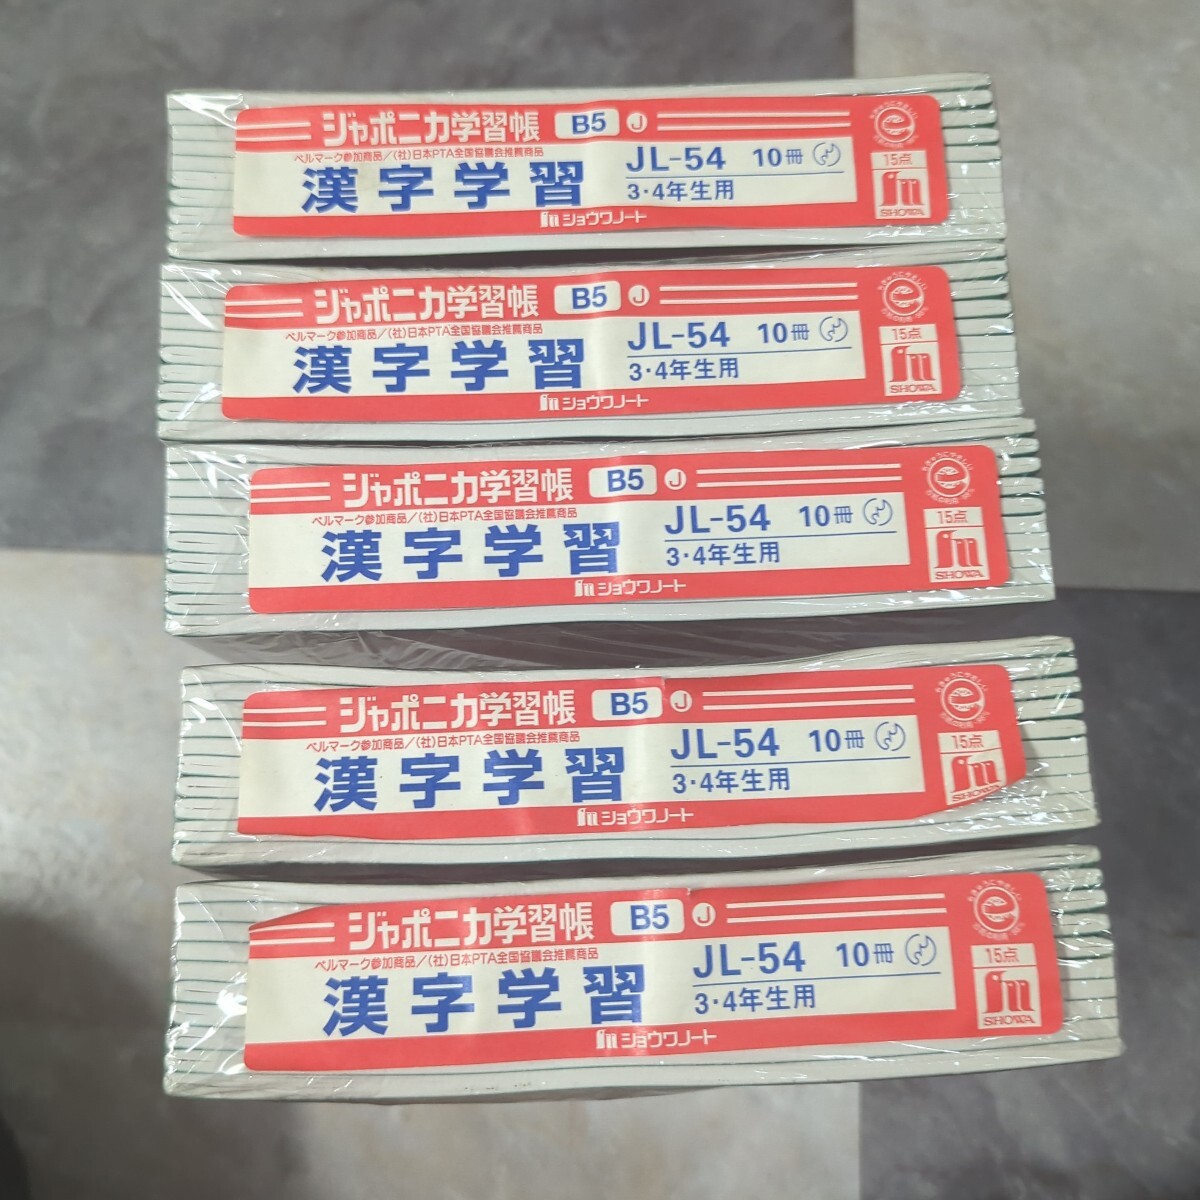 ジャポニカ学習帳 B5 J
ベルマーク参加商品/(社)日本PTA全国協議会推薦商品
漢字学習 JL-54 10冊
3・4年生用
ショウワノート
15点
SHOWA
ジャポニカ学習帳 B5 J
ベルマーク参加商品/(社)日本PTA全国協議会推薦商品
漢字学習 JL-54 10冊
3・4年生用
ショウワノート
15点
SHOWA
ジャポニカ学習帳 B5 J
ベルマーク参加商品/(社)日本PTA全国協議会推薦商品
漢字学習 JL-54 10冊
3・4年生用
ショウワノート
15点
SHOWA
ジャポニカ学習帳 B5 J
ベルマーク参加商品/(社)日本PTA全国協議会推薦商品
漢字学習 JL-54 10冊
3・4年生用
ショウワノート
15点
SHOWA
ジャポニカ学習帳 B5 J
ベルマーク参加商品/(社)日本PTA全国協議会推薦商品
漢字学習 JL-54 10冊
3・4年生用
ショウワノート
15点
SHOWA